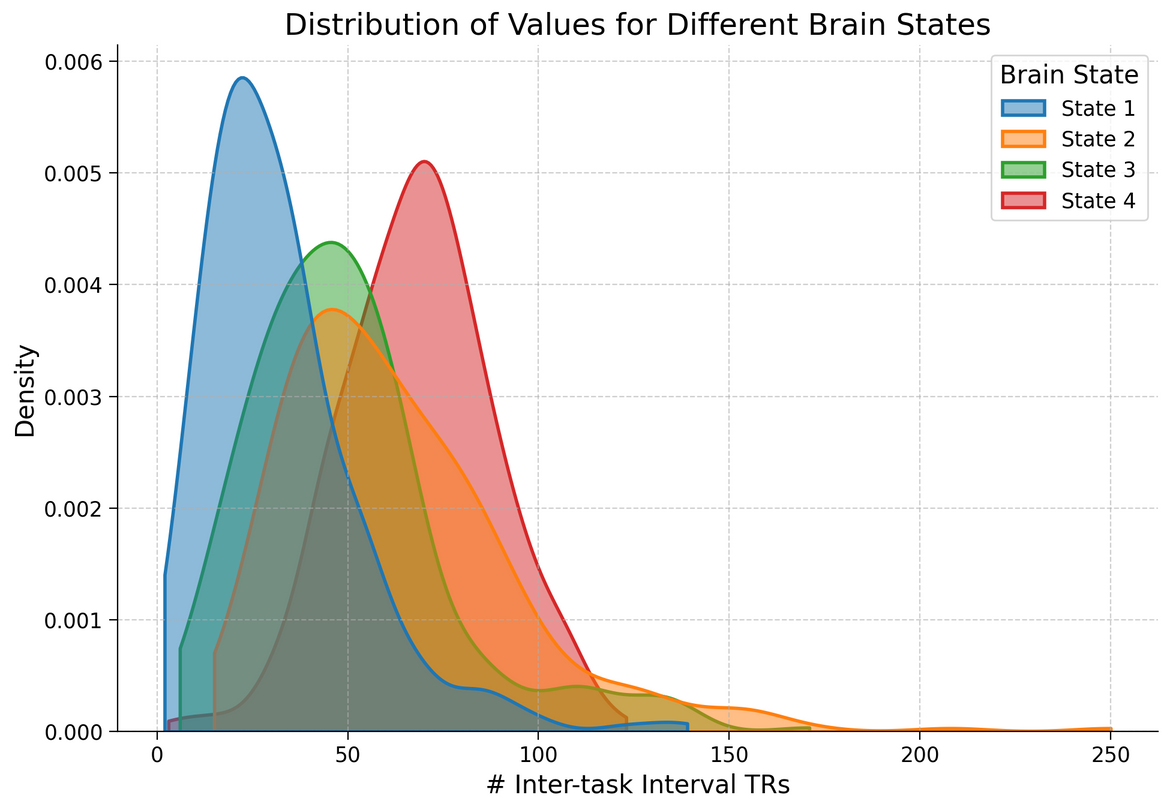 Distribution of Values for Different Brain States
Brain State
State 1
State 2
State 3
State 4
Density
0.006
0.005
0.004
0.003
0.002
0.001
0.000
0
50
100
150
200
250
# Inter-task Interval TRs